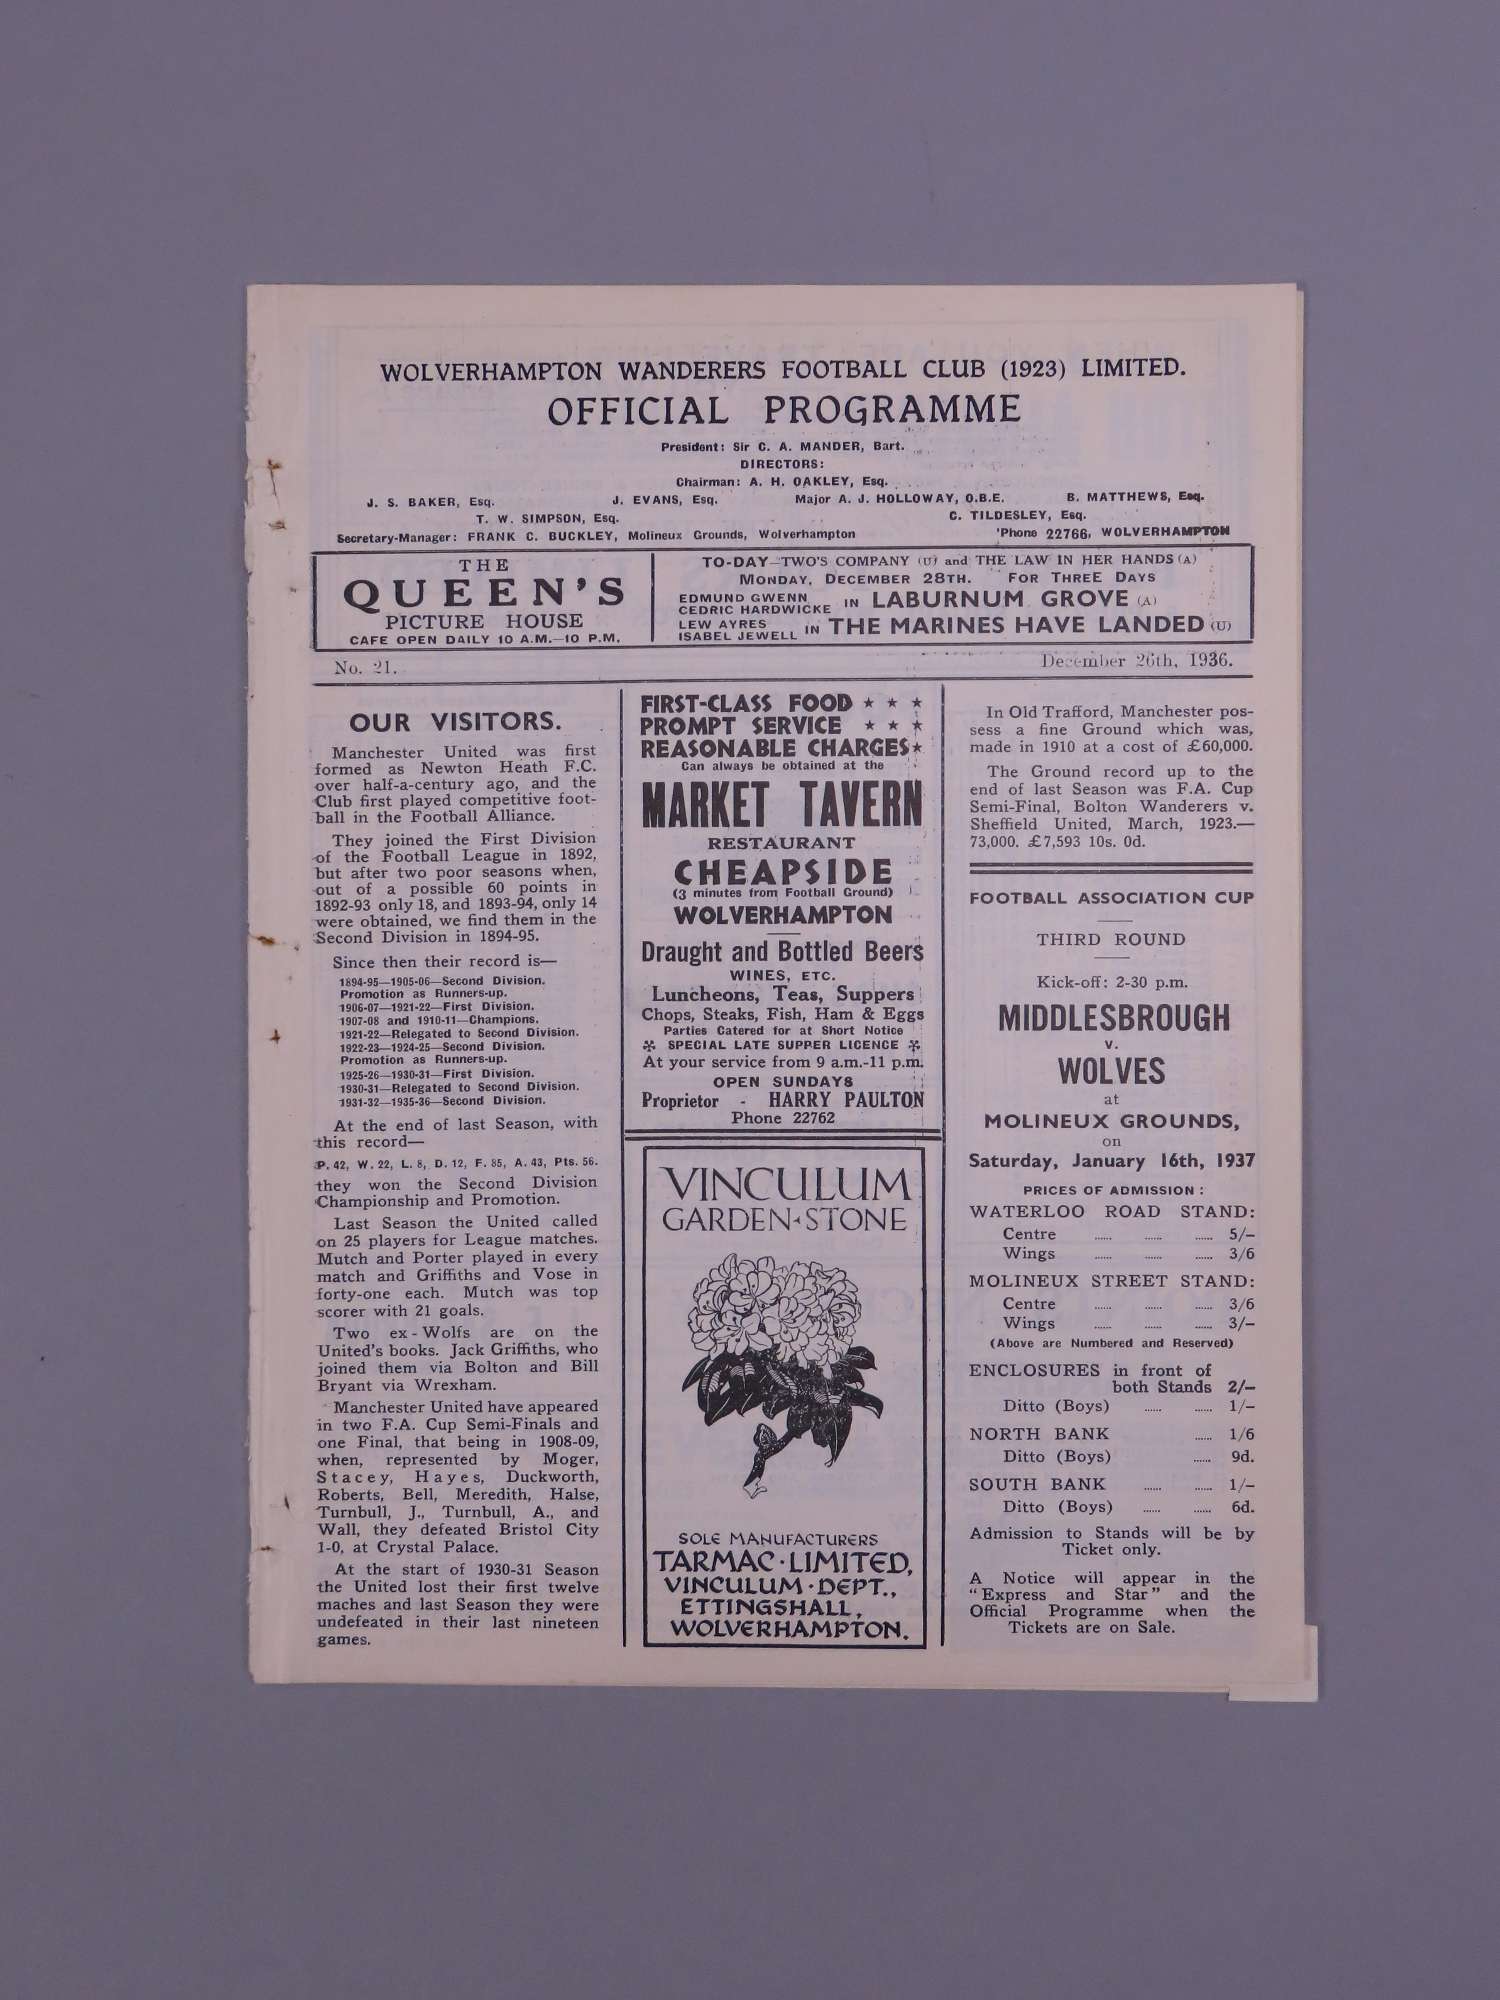 WOLVERHAMPTON WANDERERS FOOTBALL CLUB (1923) LIMITED.
OFFICIAL PROGRAMME
President: Sir C. A. MANDER, Bart.
DIRECTORS:
Chairman: A. H. OAKLEY, Esq.
J. S. BAKER, Esq. J. EVANS, Esq. Major A. J. HOLLOWAY, O.B.E. B. MATTHEWS, Esq.
T. W. SIMPSON, Esq. C. TILDESLEY, Esq.
Secretary-Manager: FRANK C. BUCKLEY, Molineux Grounds, Wolverhampton 'Phone 22766, WOLVERHAMPTON
THE
QUEEN'S
PICTURE HOUSE
CAFE OPEN DAILY 10 A.M.—10 P.M.
TO-DAY—TWO'S COMPANY (U) and THE LAW IN HER HANDS (A)
MONDAY, DECEMBER 28TH. FOR THREE DAYS
EDMUND GWENN
CEDRIC HARDWICKE IN LABURNUM GROVE (A)
LEW AYRES
ISABEL JEWELL IN THE MARINES HAVE LANDED (U)
No. 21. December 26th, 1936.
OUR VISITORS.
Manchester United was first
formed as Newton Heath F.C.
over half-a-century ago, and the
Club first played competitive foot-
ball in the Football Alliance.
They joined the First Division
of the Football League in 1892,
but after two poor seasons when,
out of a possible 60 points in
1892-93 only 18, and 1893-94, only 14
were obtained, we find them in the
Second Division in 1894-95.
Since then their record is—
1894-95—1905-06—Second Division.
Promotion as Runners-up.
1906-07—1921-22—First Division.
1907-08 and 1910-11—Champions.
1921-22—Relegated to Second Division.
1922-23—1924-25—Second Division.
Promotion as Runners-up.
1925-26—1930-31—First Division.
1930-31—Relegated to Second Division.
1931-32—1935-36—Second Division.
At the end of last Season, with
this record—
P. 42, W. 22, L. 8, D. 12, F. 85, A. 43, Pts. 56.
they won the Second Division
Championship and Promotion.
Last Season the United called
on 25 players for League matches.
Mutch and Porter played in every
match and Griffiths and Vose in
forty-one each. Mutch was top
scorer with 21 goals.
Two ex-Wolfs are on the
United's books. Jack Griffiths, who
joined them via Bolton and Bill
Bryant via Wrexham.
Manchester United have appeared
in two F.A. Cup Semi-Finals and
one Final, that being in 1908-09,
when, represented by Moger,
Stacey, Hayes, Duckworth,
Roberts, Bell, Meredith, Halse,
Turnbull, J., Turnbull, A., and
Wall, they defeated Bristol City
1-0, at Crystal Palace.
At the start of 1930-31 Season
the United lost their first twelve
maches and last Season they were
undefeated in their last nineteen
games.
FIRST-CLASS FOOD ★ ★ ★
PROMPT SERVICE ★ ★ ★
REASONABLE CHARGES★
Can always be obtained at the
MARKET TAVERN
RESTAURANT
CHEAPSIDE
(3 minutes from Football Ground)
WOLVERHAMPTON
Draught and Bottled Beers
WINES, ETC.
Luncheons, Teas, Suppers
Chops, Steaks, Fish, Ham & Eggs
Parties Catered for at Short Notice
SPECIAL LATE SUPPER LICENCE
At your service from 9 a.m.-11 p.m.
OPEN SUNDAYS
Proprietor - HARRY PAULTON
Phone 22762
VINCULUM
GARDEN·STONE
SOLE MANUFACTURERS
TARMAC·LIMITED,
VINCULUM·DEPT.,
ETTINGSHALL,
WOLVERHAMPTON.
In Old Trafford, Manchester pos-
sess a fine Ground which was,
made in 1910 at a cost of £60,000.
The Ground record up to the
end of last Season was F.A. Cup
Semi-Final, Bolton Wanderers v.
Sheffield United, March, 1923.—
73,000. £7,593 10s. 0d.
FOOTBALL ASSOCIATION CUP
THIRD ROUND
Kick-off: 2-30 p.m.
MIDDLESBROUGH
v.
WOLVES
at
MOLINEUX GROUNDS,
on
Saturday, January 16th, 1937
PRICES OF ADMISSION :
WATERLOO ROAD STAND:
Centre ...... ...... ...... 5/–
Wings ...... ...... ...... 3/6
MOLINEUX STREET STAND:
Centre ...... ...... ...... 3/6
Wings ...... ...... ...... 3/–
(Above are Numbered and Reserved)
ENCLOSURES in front of
both Stands 2/–
Ditto (Boys) ...... ...... 1/–
NORTH BANK ...... 1/6
Ditto (Boys) ...... 9d.
SOUTH BANK ...... ...... 1/–
Ditto (Boys) ...... ...... 6d.
Admission to Stands will be by
Ticket only.
A Notice will appear in the
"Express and Star" and the
Official Programme when the
Tickets are on Sale.